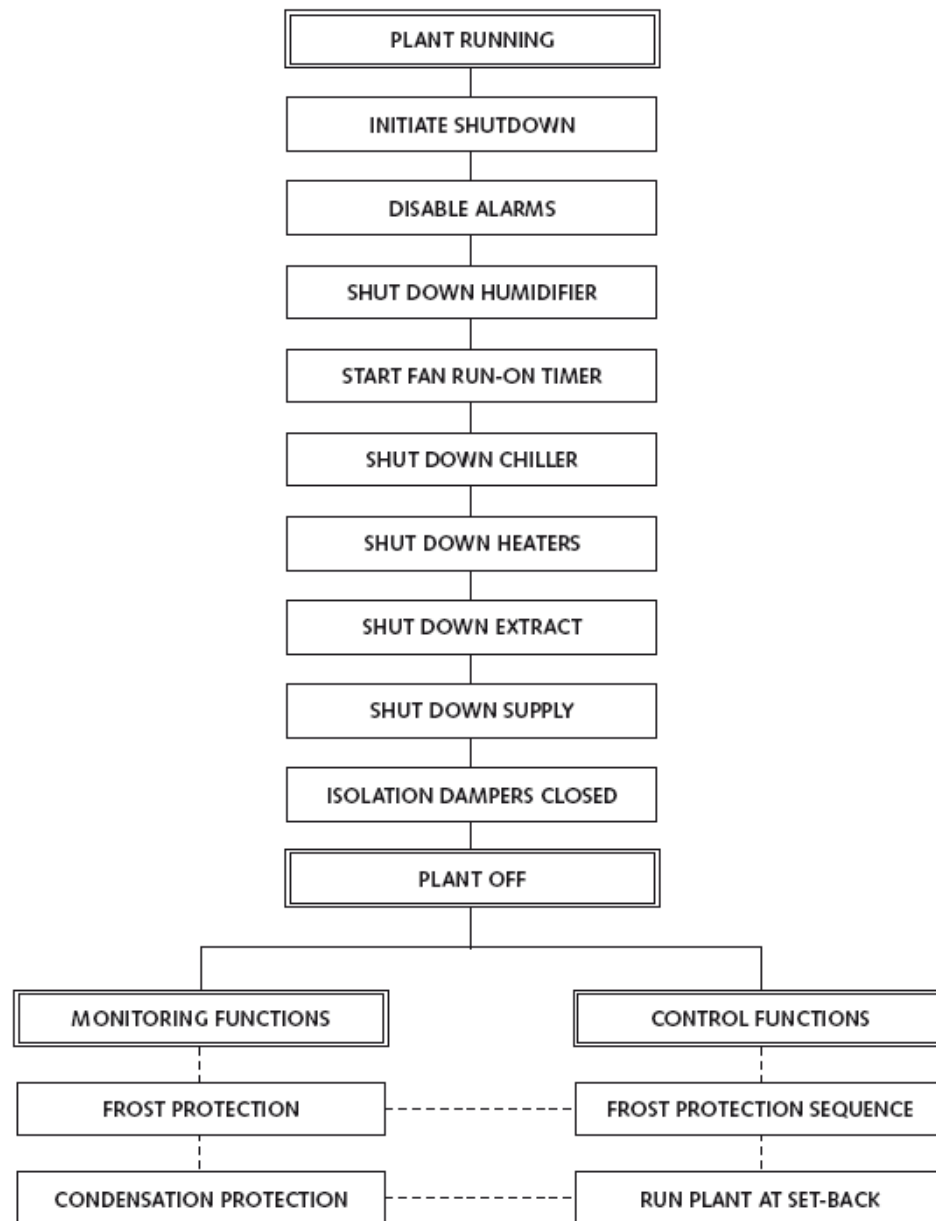 PLANT RUNNING
INITIATE SHUTDOWN
DISABLE ALARMS
SHUT DOWN HUMIDIFIER
START FAN RUN-ON TIMER
SHUT DOWN CHILLER
SHUT DOWN HEATERS
SHUT DOWN EXTRACT
SHUT DOWN SUPPLY
ISOLATION DAMPERS CLOSED
PLANT OFF
MONITORING FUNCTIONS
CONTROL FUNCTIONS
FROST PROTECTION
FROST PROTECTION SEQUENCE
CONDENSATION PROTECTION
RUN PLANT AT SET-BACK